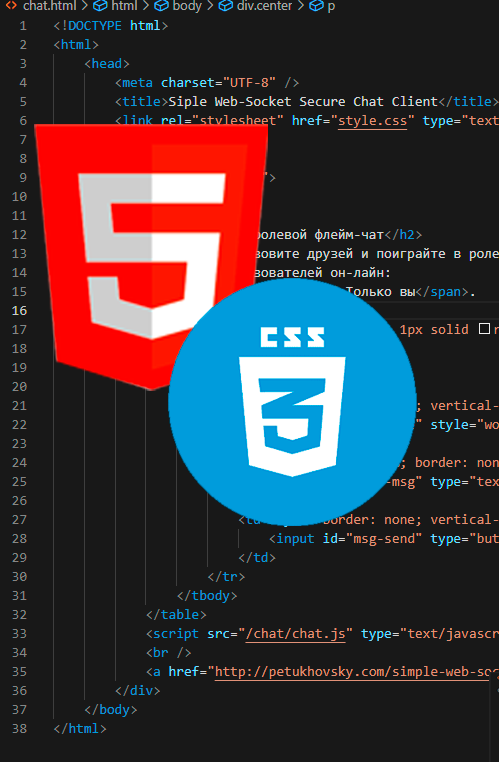 chat.html > html > body > div.center > p
1 <!DOCTYPE html>
2 <html>
3 <head>
4 <meta charset="UTF-8" />
5 <title>Siple Web-Socket Secure Chat Client</title>
6 <link rel="stylesheet" href="style.css" type="text
7
8
9 ">
10
11
12 ролевой флейм-чат</h2>
13 зовите друзей и поиграйте в роле
14 зователей он-лайн:
15 Только вы</span>.
16
17 1px solid r
18
19
20
21 ; vertical-
22 " style="wo
23
24 ; border: non
25 -msg" type="tex
26
27 border: none; vertical-
28 <input id="msg-send" type="but
29 </td>
30 </tr>
31 </tbody>
32 </table>
33 <script src="/chat/chat.js" type="text/javascr
34 <br />
35 <a href="http://petukhovsky.com/simple-web-soc
36 </div>
37 </body>
38 </html>
5
CSS
3